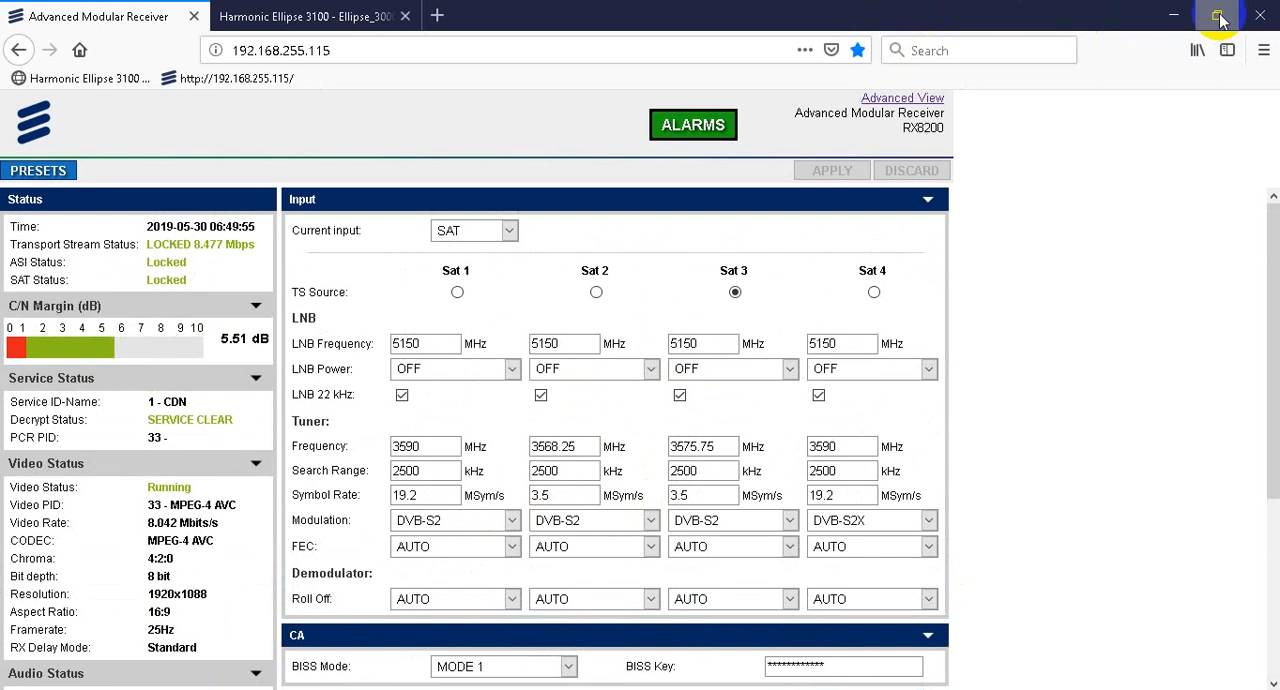 Advanced Modular Receiver
Harmonic Ellipse 3100 - Ellipse_300
192.168.255.115
Search
Harmonic Ellipse 3100 ...
http://192.168.255.115/
Advanced View
Advanced Modular Receiver
RX8200
ALARMS
PRESETS
APPLY DISCARD
Status
Time: 2019-05-30 06:49:55
Transport Stream Status: LOCKED 8.477 Mbps
ASI Status: Locked
SAT Status: Locked
C/N Margin (dB)
0 1 2 3 4 5 6 7 8 9 10
5.51 dB
Service Status
Service ID-Name: 1 - CDN
Decrypt Status: SERVICE CLEAR
PCR PID: 33 -
Video Status
Video Status: Running
Video PID: 33 - MPEG-4 AVC
Video Rate: 8.042 Mbits/s
CODEC: MPEG-4 AVC
Chroma: 4:2:0
Bit depth: 8 bit
Resolution: 1920x1088
Aspect Ratio: 16:9
Framerate: 25Hz
RX Delay Mode: Standard
Audio Status
Input
Current input: SAT
Sat 1 Sat 2 Sat 3 Sat 4
TS Source:
LNB
LNB Frequency: 5150 MHz 5150 MHz 5150 MHz 5150 MHz
LNB Power: OFF OFF OFF OFF
LNB 22 kHz:
Tuner:
Frequency: 3590 MHz 3568.25 MHz 3575.75 MHz 3590 MHz
Search Range: 2500 kHz 2500 kHz 2500 kHz 2500 kHz
Symbol Rate: 19.2 MSym/s 3.5 MSym/s 3.5 MSym/s 19.2 MSym/s
Modulation: DVB-S2 DVB-S2 DVB-S2 DVB-S2X
FEC: AUTO AUTO AUTO AUTO
Demodulator:
Roll Off: AUTO AUTO AUTO AUTO
CA
BISS Mode: MODE 1 BISS Key: ************